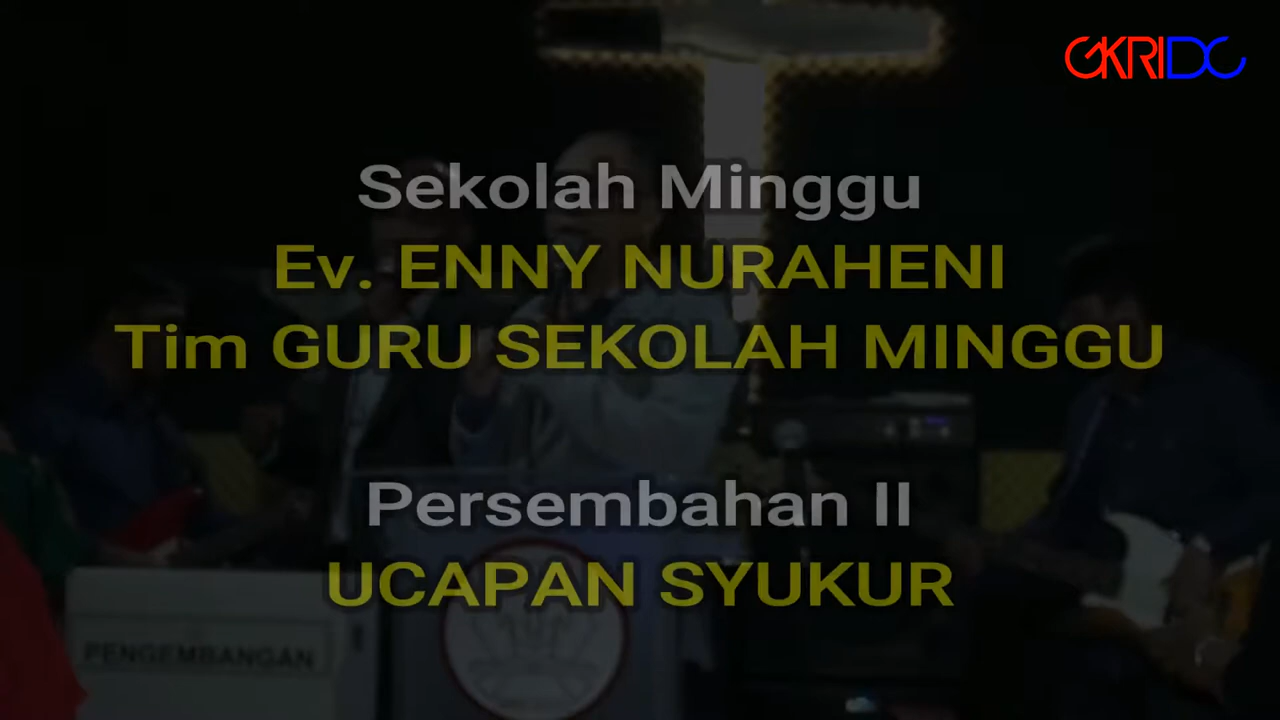 GKRIDC
Sekolah Minggu
Ev. ENNY NURAHENI
Tim GURU SEKOLAH MINGGU
Persembahan II
UCAPAN SYUKUR
PENGEMBANGAN